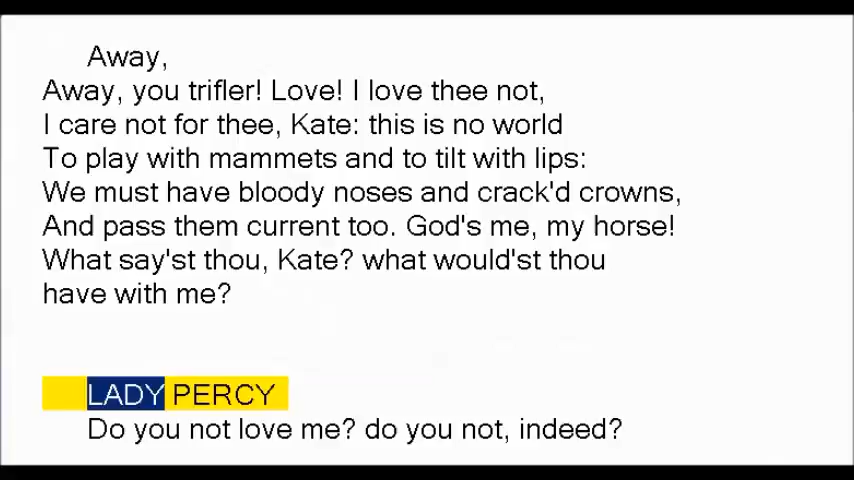 Away,
Away, you trifler! Love! I love thee not,
I care not for thee, Kate: this is no world
To play with mammets and to tilt with lips:
We must have bloody noses and crack'd crowns,
And pass them current too. God's me, my horse!
What say'st thou, Kate? what would'st thou
have with me?
LADY PERCY
Do you not love me? do you not, indeed?